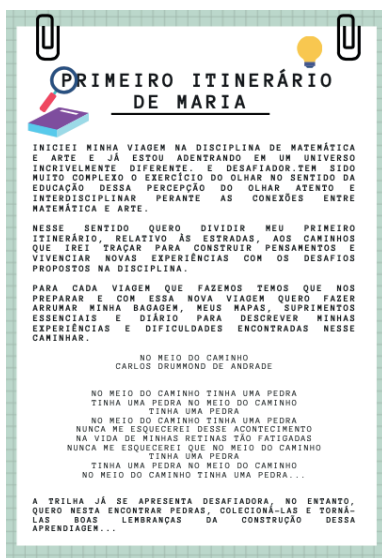 PRIMEIRO ITINERÁRIO
DE MARIA
INICIEI MINHA VIAGEM NA DISCIPLINA DE MATEMÁTICA
E ARTE E JÁ ESTOU ADENTRANDO EM UM UNIVERSO
INCRIVELMENTE DIFERENTE. E DESAFIADOR.TEM SIDO
MUITO COMPLEXO O EXERCÍCIO DO OLHAR NO SENTIDO DA
EDUCAÇÃO DESSA PERCEPÇÃO DO OLHAR ATENTO E
INTERDISCIPLINAR PERANTE AS CONEXÕES ENTRE
MATEMÁTICA E ARTE.
NESSE SENTIDO QUERO DIVIDIR MEU PRIMEIRO
ITINERÁRIO, RELATIVO ÀS ESTRADAS, AOS CAMINHOS
QUE IREI TRAÇAR PARA CONSTRUIR PENSAMENTOS E
VIVENCIAR NOVAS EXPERIÊNCIAS COM OS DESAFIOS
PROPOSTOS NA DISCIPLINA.
PARA CADA VIAGEM QUE FAZEMOS TEMOS QUE NOS
PREPARAR E COM ESSA NOVA VIAGEM QUERO FAZER
ARRUMAR MINHA BAGAGEM, MEUS MAPAS, SUPRIMENTOS
ESSENCIAIS E DIÁRIO PARA DESCREVER MINHAS
EXPERIÊNCIAS E DIFICULDADES ENCONTRADAS NESSE
CAMINHAR.
NO MEIO DO CAMINHO
CARLOS DRUMMOND DE ANDRADE
NO MEIO DO CAMINHO TINHA UMA PEDRA
TINHA UMA PEDRA NO MEIO DO CAMINHO
TINHA UMA PEDRA
NO MEIO DO CAMINHO TINHA UMA PEDRA
NUNCA ME ESQUECEREI DESSE ACONTECIMENTO
NA VIDA DE MINHAS RETINAS TÃO FATIGADAS
NUNCA ME ESQUECEREI QUE NO MEIO DO CAMINHO
TINHA UMA PEDRA
TINHA UMA PEDRA NO MEIO DO CAMINHO
NO MEIO DO CAMINHO TINHA UMA PEDRA...
A TRILHA JÁ SE APRESENTA DESAFIADORA, NO ENTANTO,
QUERO NESTA ENCONTRAR PEDRAS, COLECIONÁ-LAS E TORNÁ-
LAS BOAS LEMBRANÇAS DA CONSTRUÇÃO DESSA
APRENDIAGEM...